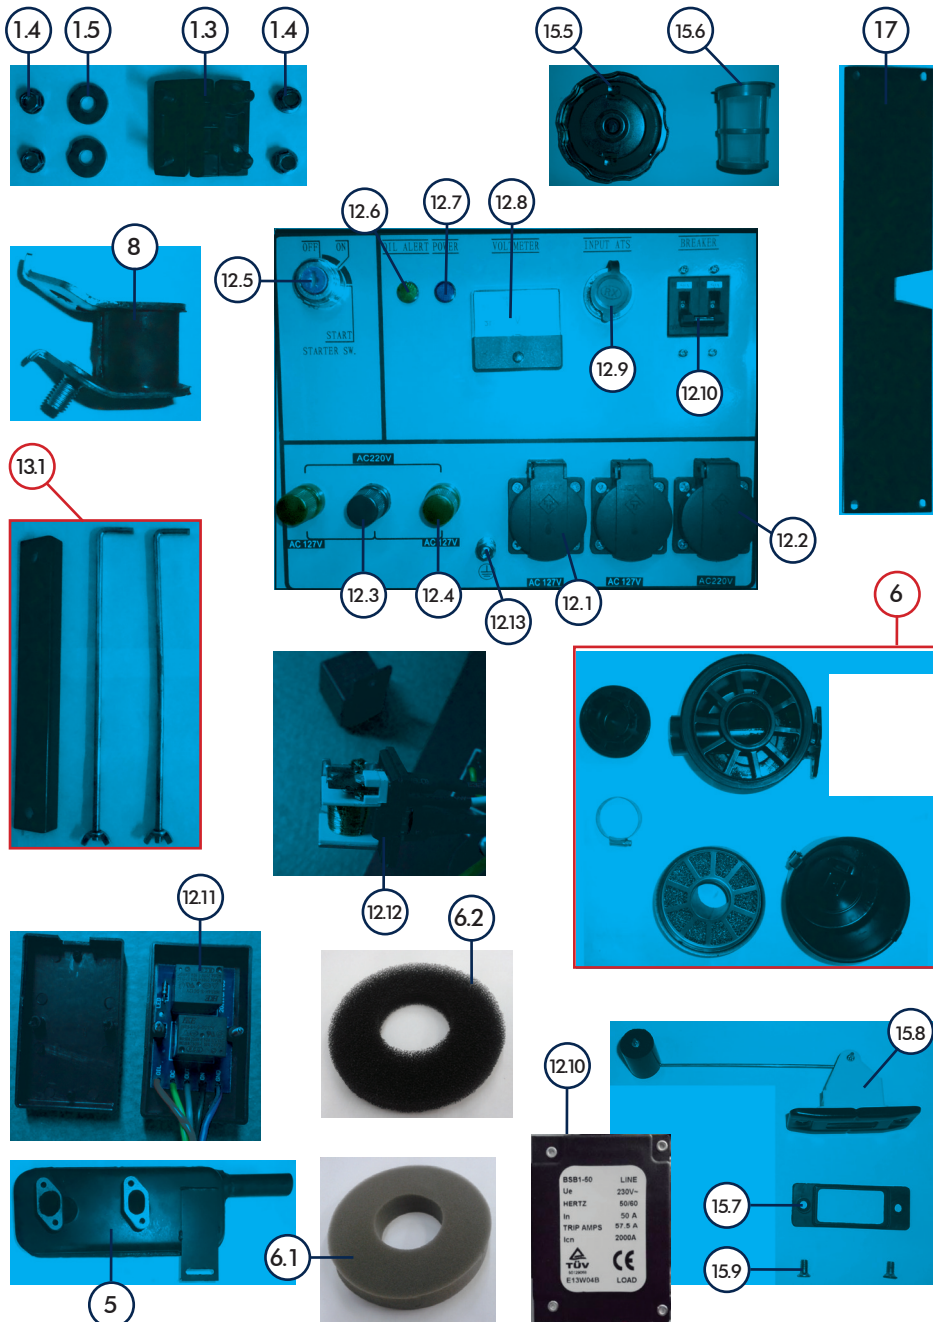 1.4 1.5 1.3 1.4 15.5 15.6 17
12.6 12.7 12.8
8 12.5
OFF ON OIL ALERT POWER VOLTMETER INPUT ATS BREAKER
START
STARTER SW.
12.9
12.10
13.1
AC220V
AC 127V AC 127V
AC 127V AC 127V AC220V
12.2
12.3 12.4 12.13 12.1
6
12.11 12.12 6.2
12.10 15.8
BSB1-50 LINE
Ue 230V~
HERTZ 50/60
In 50 A
TRIP AMPS 57.5 A
Icn 2000A
TÜV CE
E13W04B LOAD
15.7
6.1 15.9
5